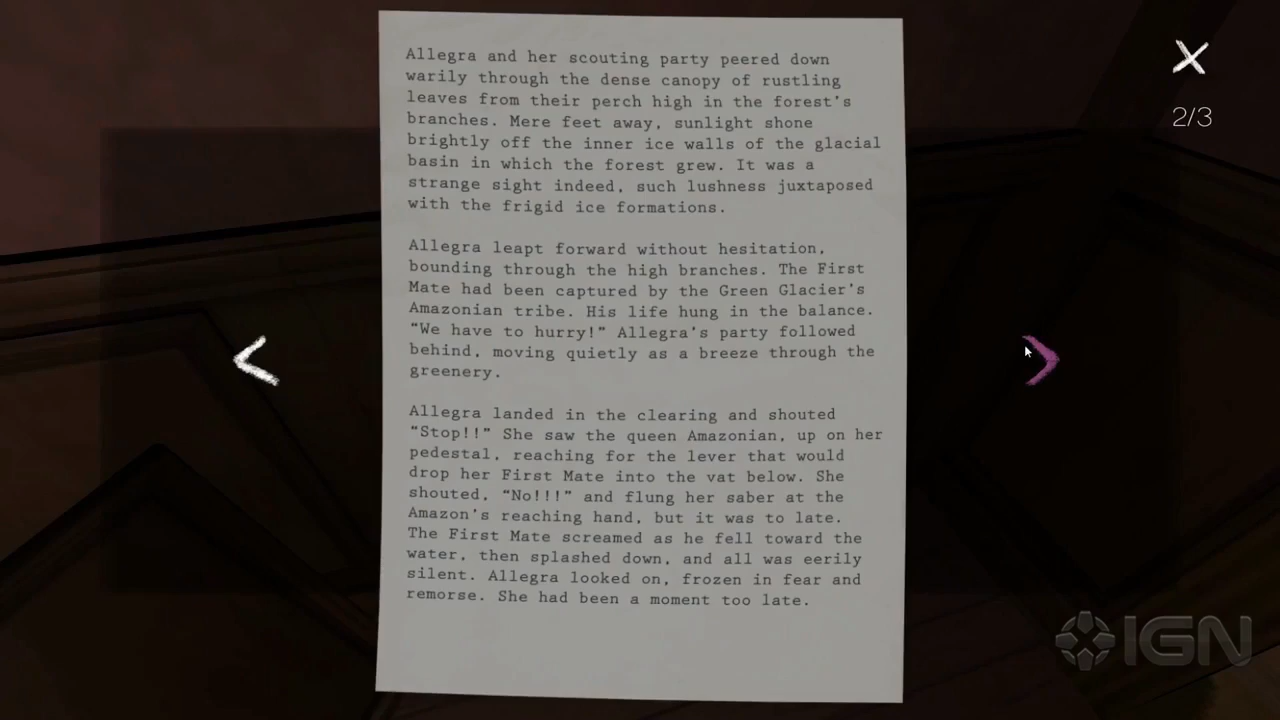 2/3
Allegra and her scouting party peered down
warily through the dense canopy of rustling
leaves from their perch high in the forest's
branches. Mere feet away, sunlight shone
brightly off the inner ice walls of the glacial
basin in which the forest grew. It was a
strange sight indeed, such lushness juxtaposed
with the frigid ice formations.
Allegra leapt forward without hesitation,
bounding through the high branches. The First
Mate had been captured by the Green Glacier's
Amazonian tribe. His life hung in the balance.
"We have to hurry!" Allegra's party followed
behind, moving quietly as a breeze through the
greenery.
Allegra landed in the clearing and shouted
"Stop!!" She saw the queen Amazonian, up on her
pedestal, reaching for the lever that would
drop her First Mate into the vat below. She
shouted, "No!!!" and flung her saber at the
Amazon's reaching hand, but it was to late.
The First Mate screamed as he fell toward the
water, then splashed down, and all was eerily
silent. Allegra looked on, frozen in fear and
remorse. She had been a moment too late.
IGN